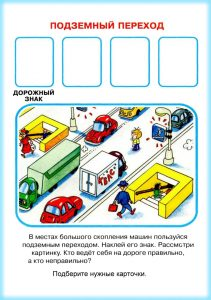 ПОДЗЕМНЫЙ ПЕРЕХОД
ДОРОЖНЫЙ
ЗНАК
В местах большого скопления машин пользуйся
подземным переходом. Наклей его знак. Рассмотри
картинку. Кто ведёт себя на дороге правильно,
а кто неправильно?
Подберите нужные карточки.